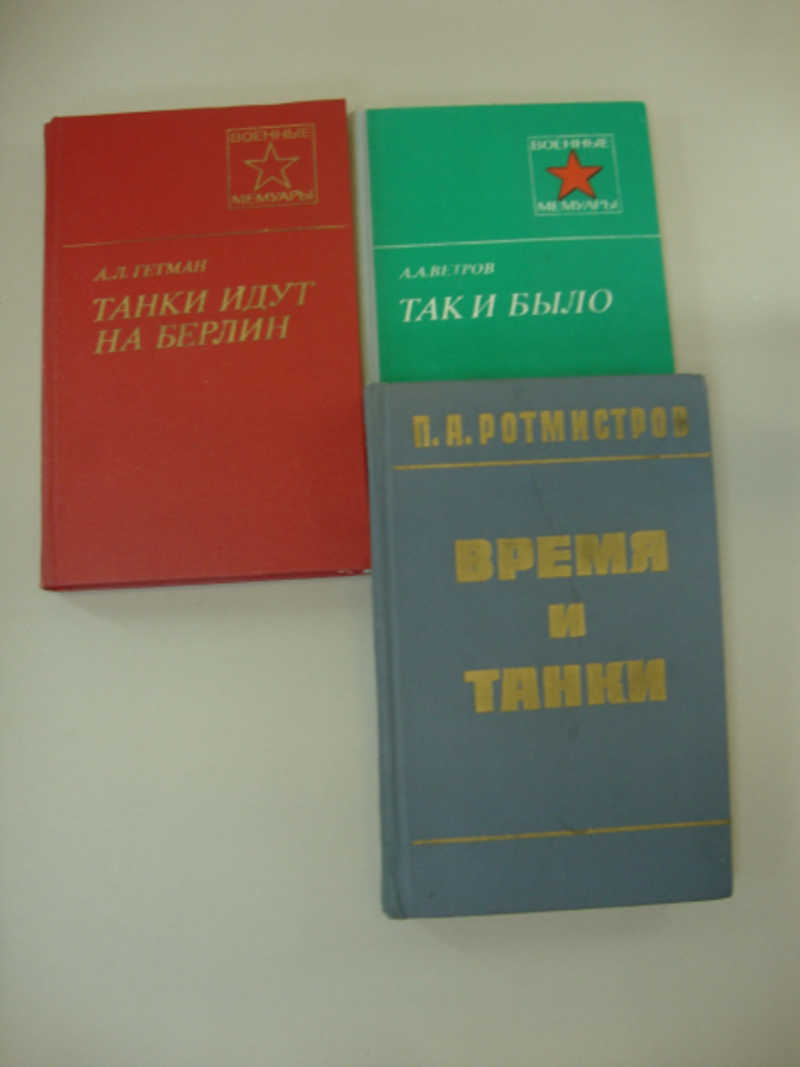 ВОЕННЫЕ
МЕМУАРЫ
А.Л. ГЕТМАН
ТАНКИ ИДУТ
НА БЕРЛИН
ВОЕННЫЕ
МЕМУАРЫ
А.А.ВЕТРОВ
ТАК И БЫЛО
П.А.РОТМИСТРОВ
ВРЕМЯ
И
ТАНКИ